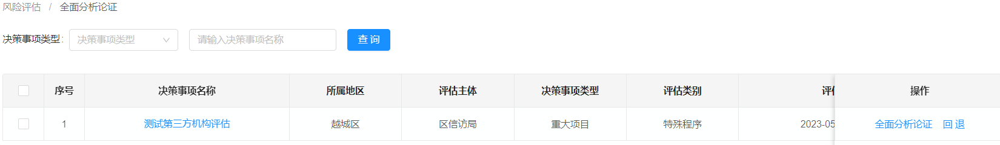 风险评估 / 全面分析论证
决策事项类型: 决策事项类型 请输入决策事项名称 查 询
序号 决策事项名称 所属地区 评估主体 决策事项类型 评估类别 评 操作
1 测试第三方机构评估 越城区 区信访局 重大项目 特殊程序 2023-05 全面分析论证 回 退